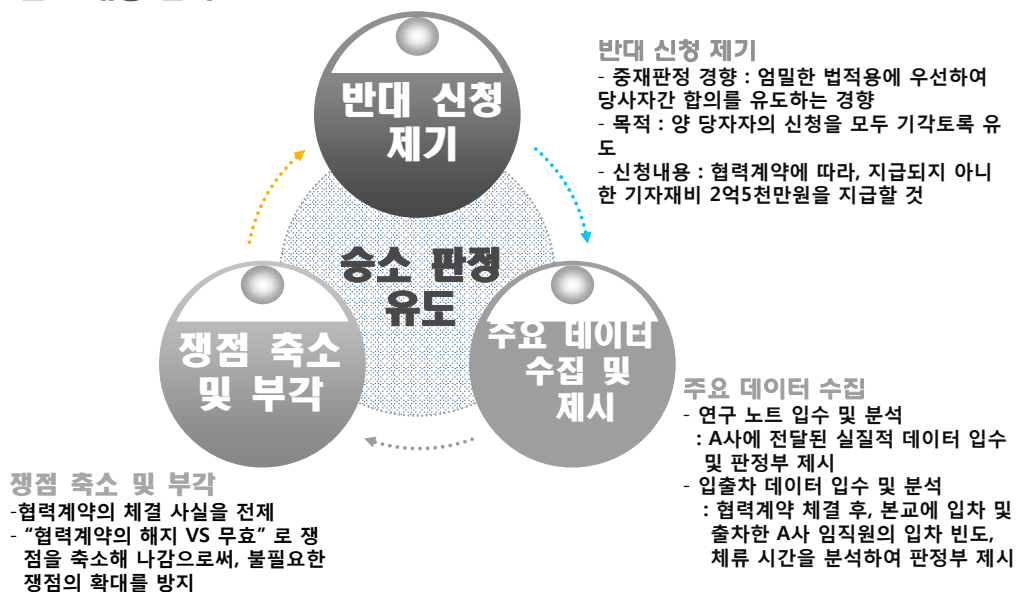 반대 신청
제기
반대 신청 제기
- 중재판정 경향 : 엄밀한 법적용에 우선하여
당사자간 합의를 유도하는 경향
- 목적 : 양 당자자의 신청을 모두 기각토록 유
도
- 신청내용 : 협력계약에 따라, 지급되지 아니
한 기자재비 2억5천만원을 지급할 것
승소 판정
유도
쟁점 축소
및 부각
주요 데이터
수집 및
제시
주요 데이터 수집
- 연구 노트 입수 및 분석
: A사에 전달된 실질적 데이터 입수
및 판정부 제시
- 입출차 데이터 입수 및 분석
: 협력계약 체결 후, 본교에 입차 및
출차한 A사 임직원의 입차 빈도,
체류 시간을 분석하여 판정부 제시
쟁점 축소 및 부각
-협력계약의 체결 사실을 전제
- “협력계약의 해지 VS 무효” 로 쟁
점을 축소해 나감으로써, 불필요한
쟁점의 확대를 방지